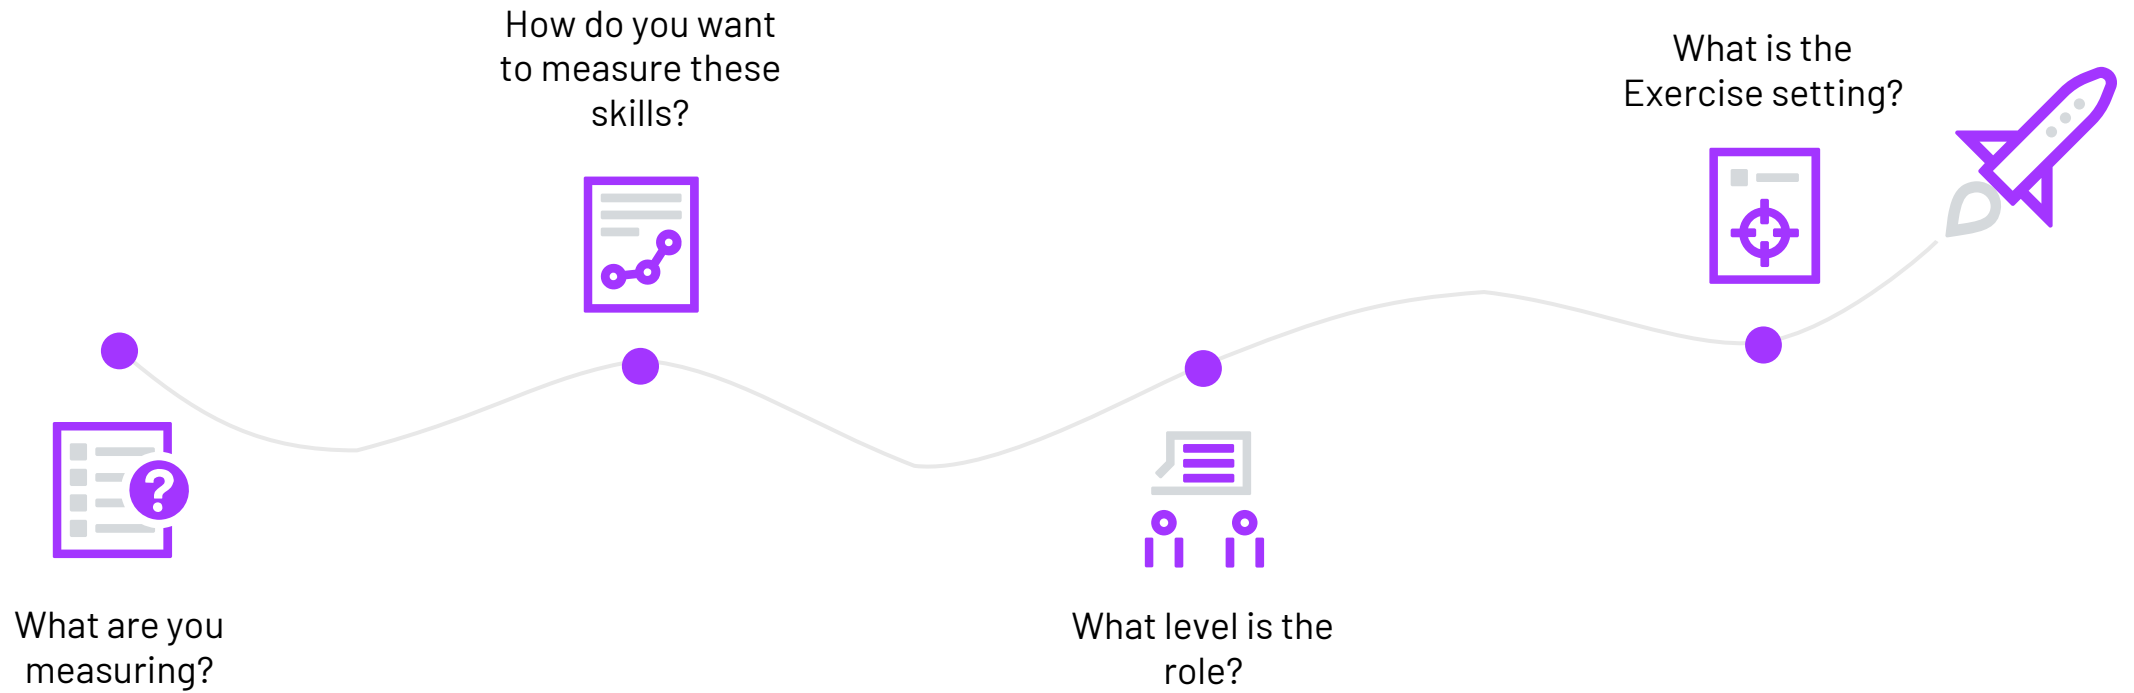 What are you
measuring?
How do you want
to measure these
skills?
What level is the
role?
What is the
Exercise setting?